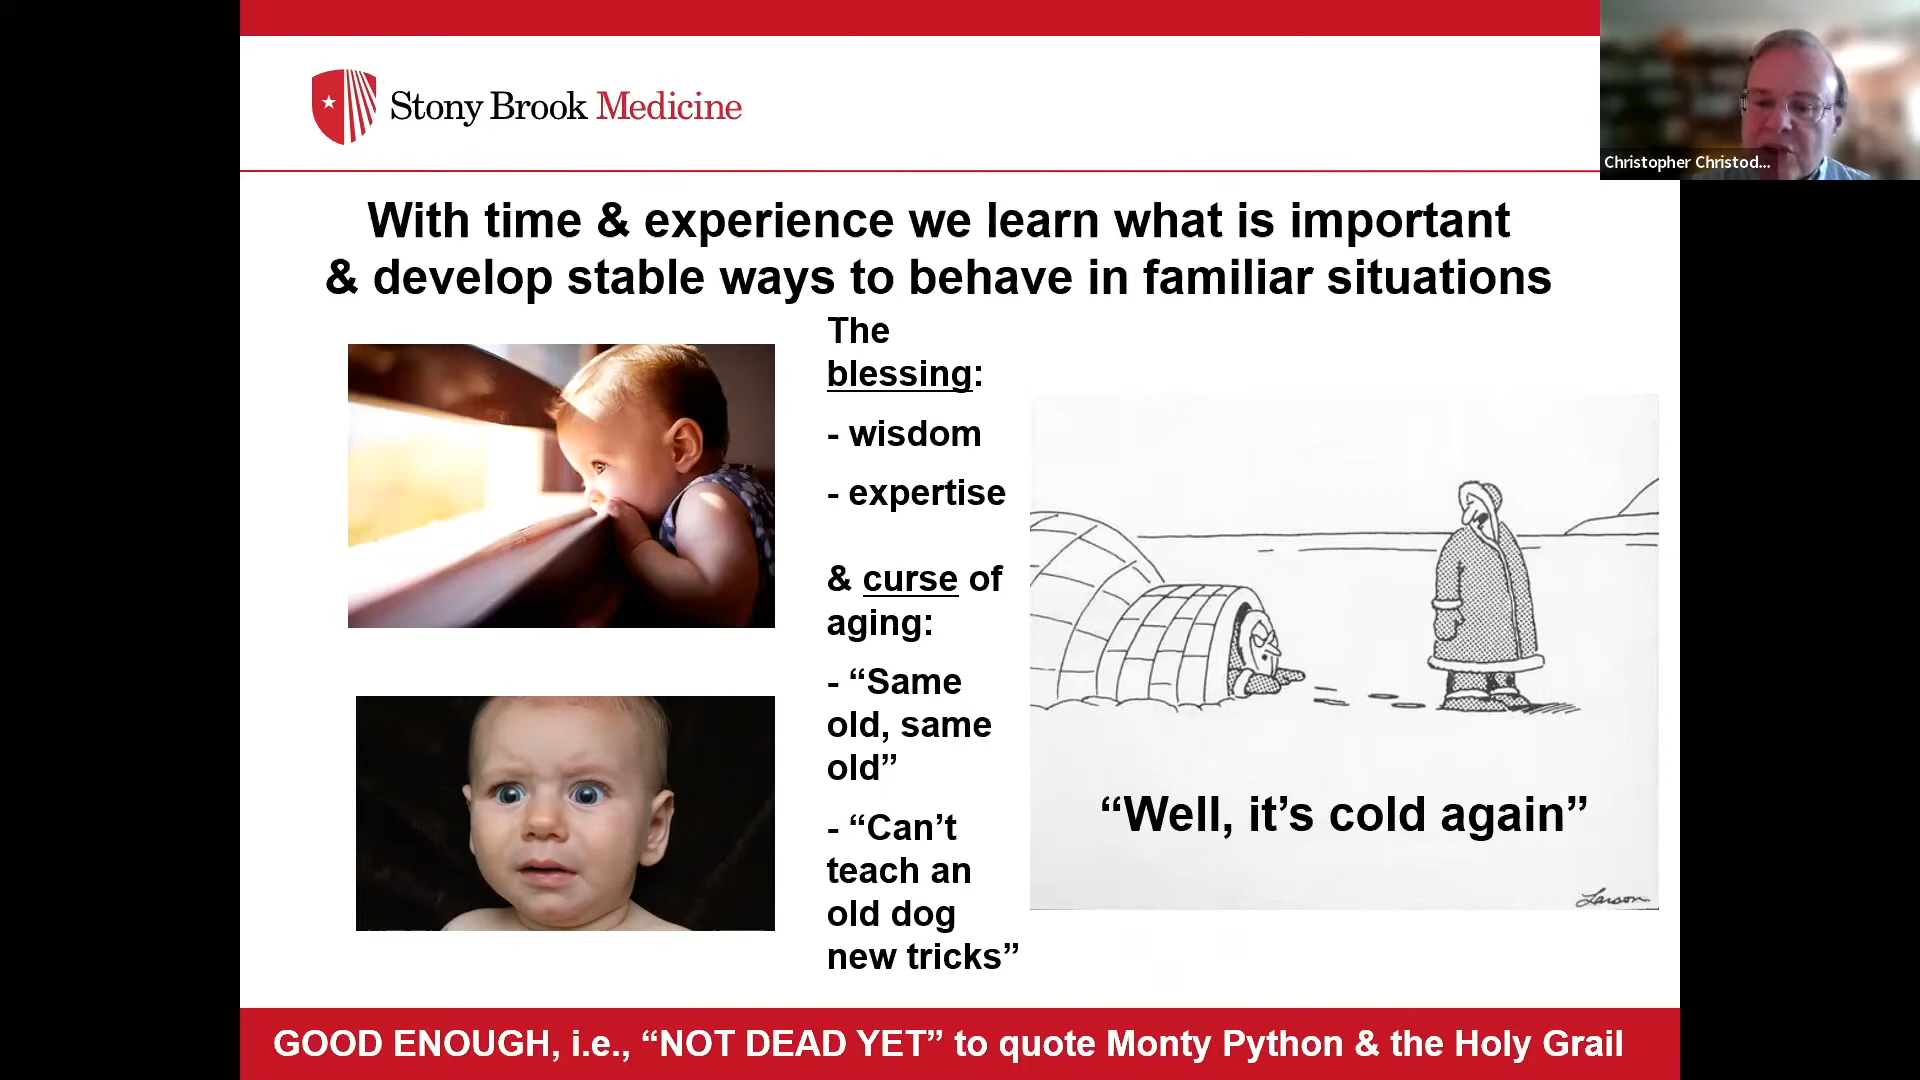 Stony Brook Medicine
Christopher Christod...
With time & experience we learn what is important
& develop stable ways to behave in familiar situations
The
blessing:
- wisdom
- expertise
& curse of
aging:
- “Same
old, same
old”
- “Can’t
teach an
old dog
new tricks”
“Well, it’s cold again”
Larson
GOOD ENOUGH, i.e., “NOT DEAD YET” to quote Monty Python & the Holy Grail